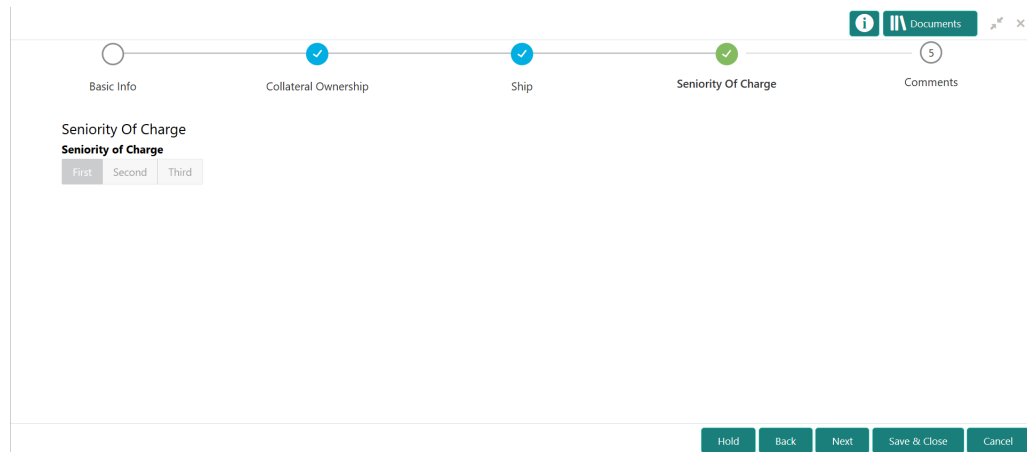 Documents
5
Basic Info
Collateral Ownership
Ship
Seniority Of Charge
Comments
Seniority Of Charge
Seniority of Charge
First Second Third
Hold Back Next Save & Close Cancel